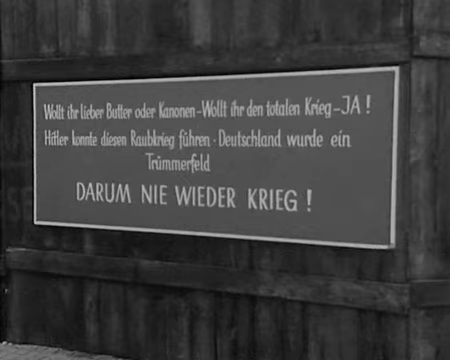 Wollt ihr lieber Butter oder Kanonen-Wollt ihr den totalen Krieg-JA!
Hitler konnte diesen Raubkrieg führen · Deutschland wurde ein
Trümmerfeld
DARUM NIE WIEDER KRIEG!